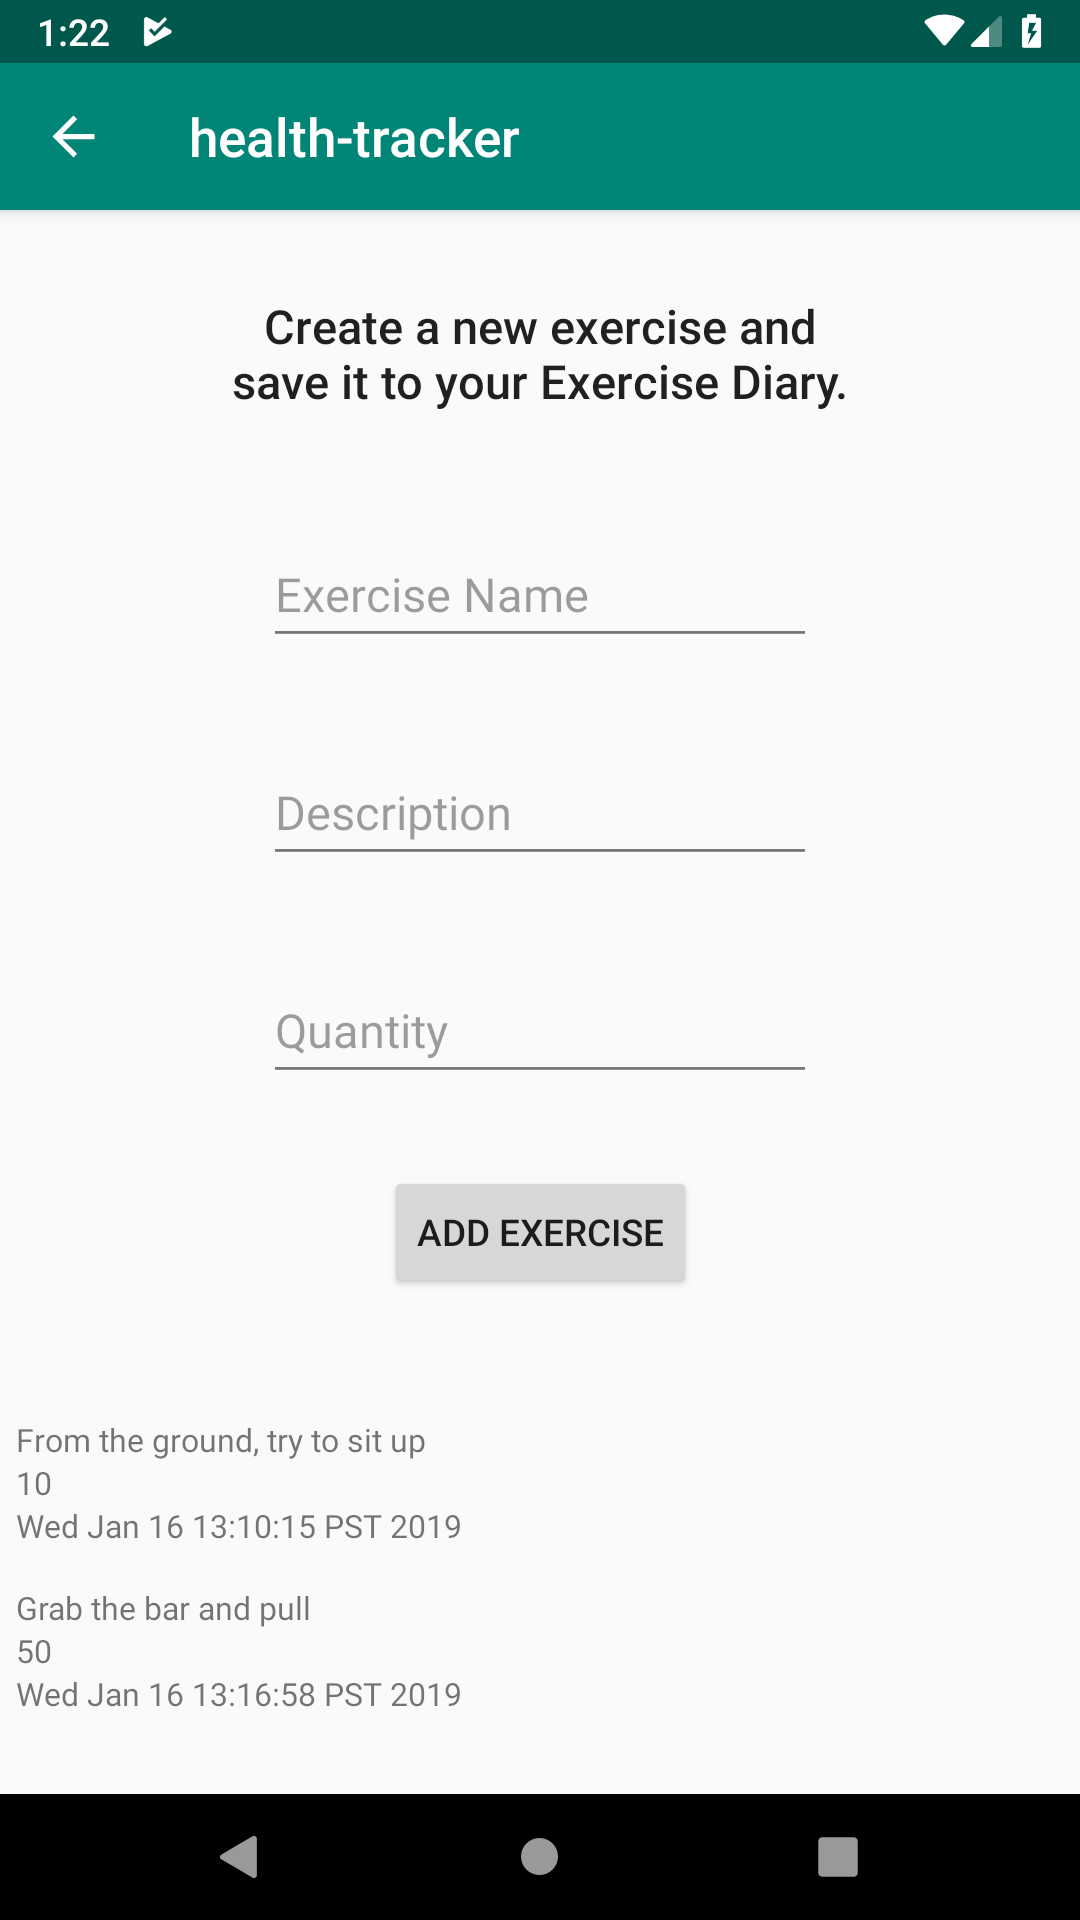 1:22
health-tracker
Create a new exercise and
save it to your Exercise Diary.
Exercise Name
Description
Quantity
ADD EXERCISE
From the ground, try to sit up
10
Wed Jan 16 13:10:15 PST 2019
Grab the bar and pull
50
Wed Jan 16 13:16:58 PST 2019